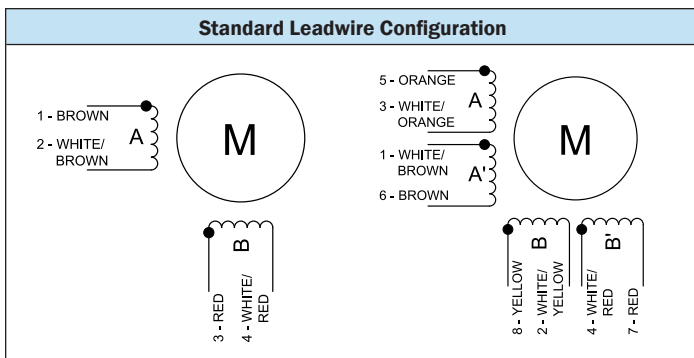 Standard Leadwire Configuration
1 - BROWN
2 - WHITE/
BROWN
A
M
B
3 - RED
4 - WHITE/
RED
5 - ORANGE
3 - WHITE/
ORANGE
A
1 - WHITE/
BROWN
6 - BROWN
A'
M
B
B'
8 - YELLOW
2 - WHITE/
YELLOW
4 - WHITE/
RED
7 - RED